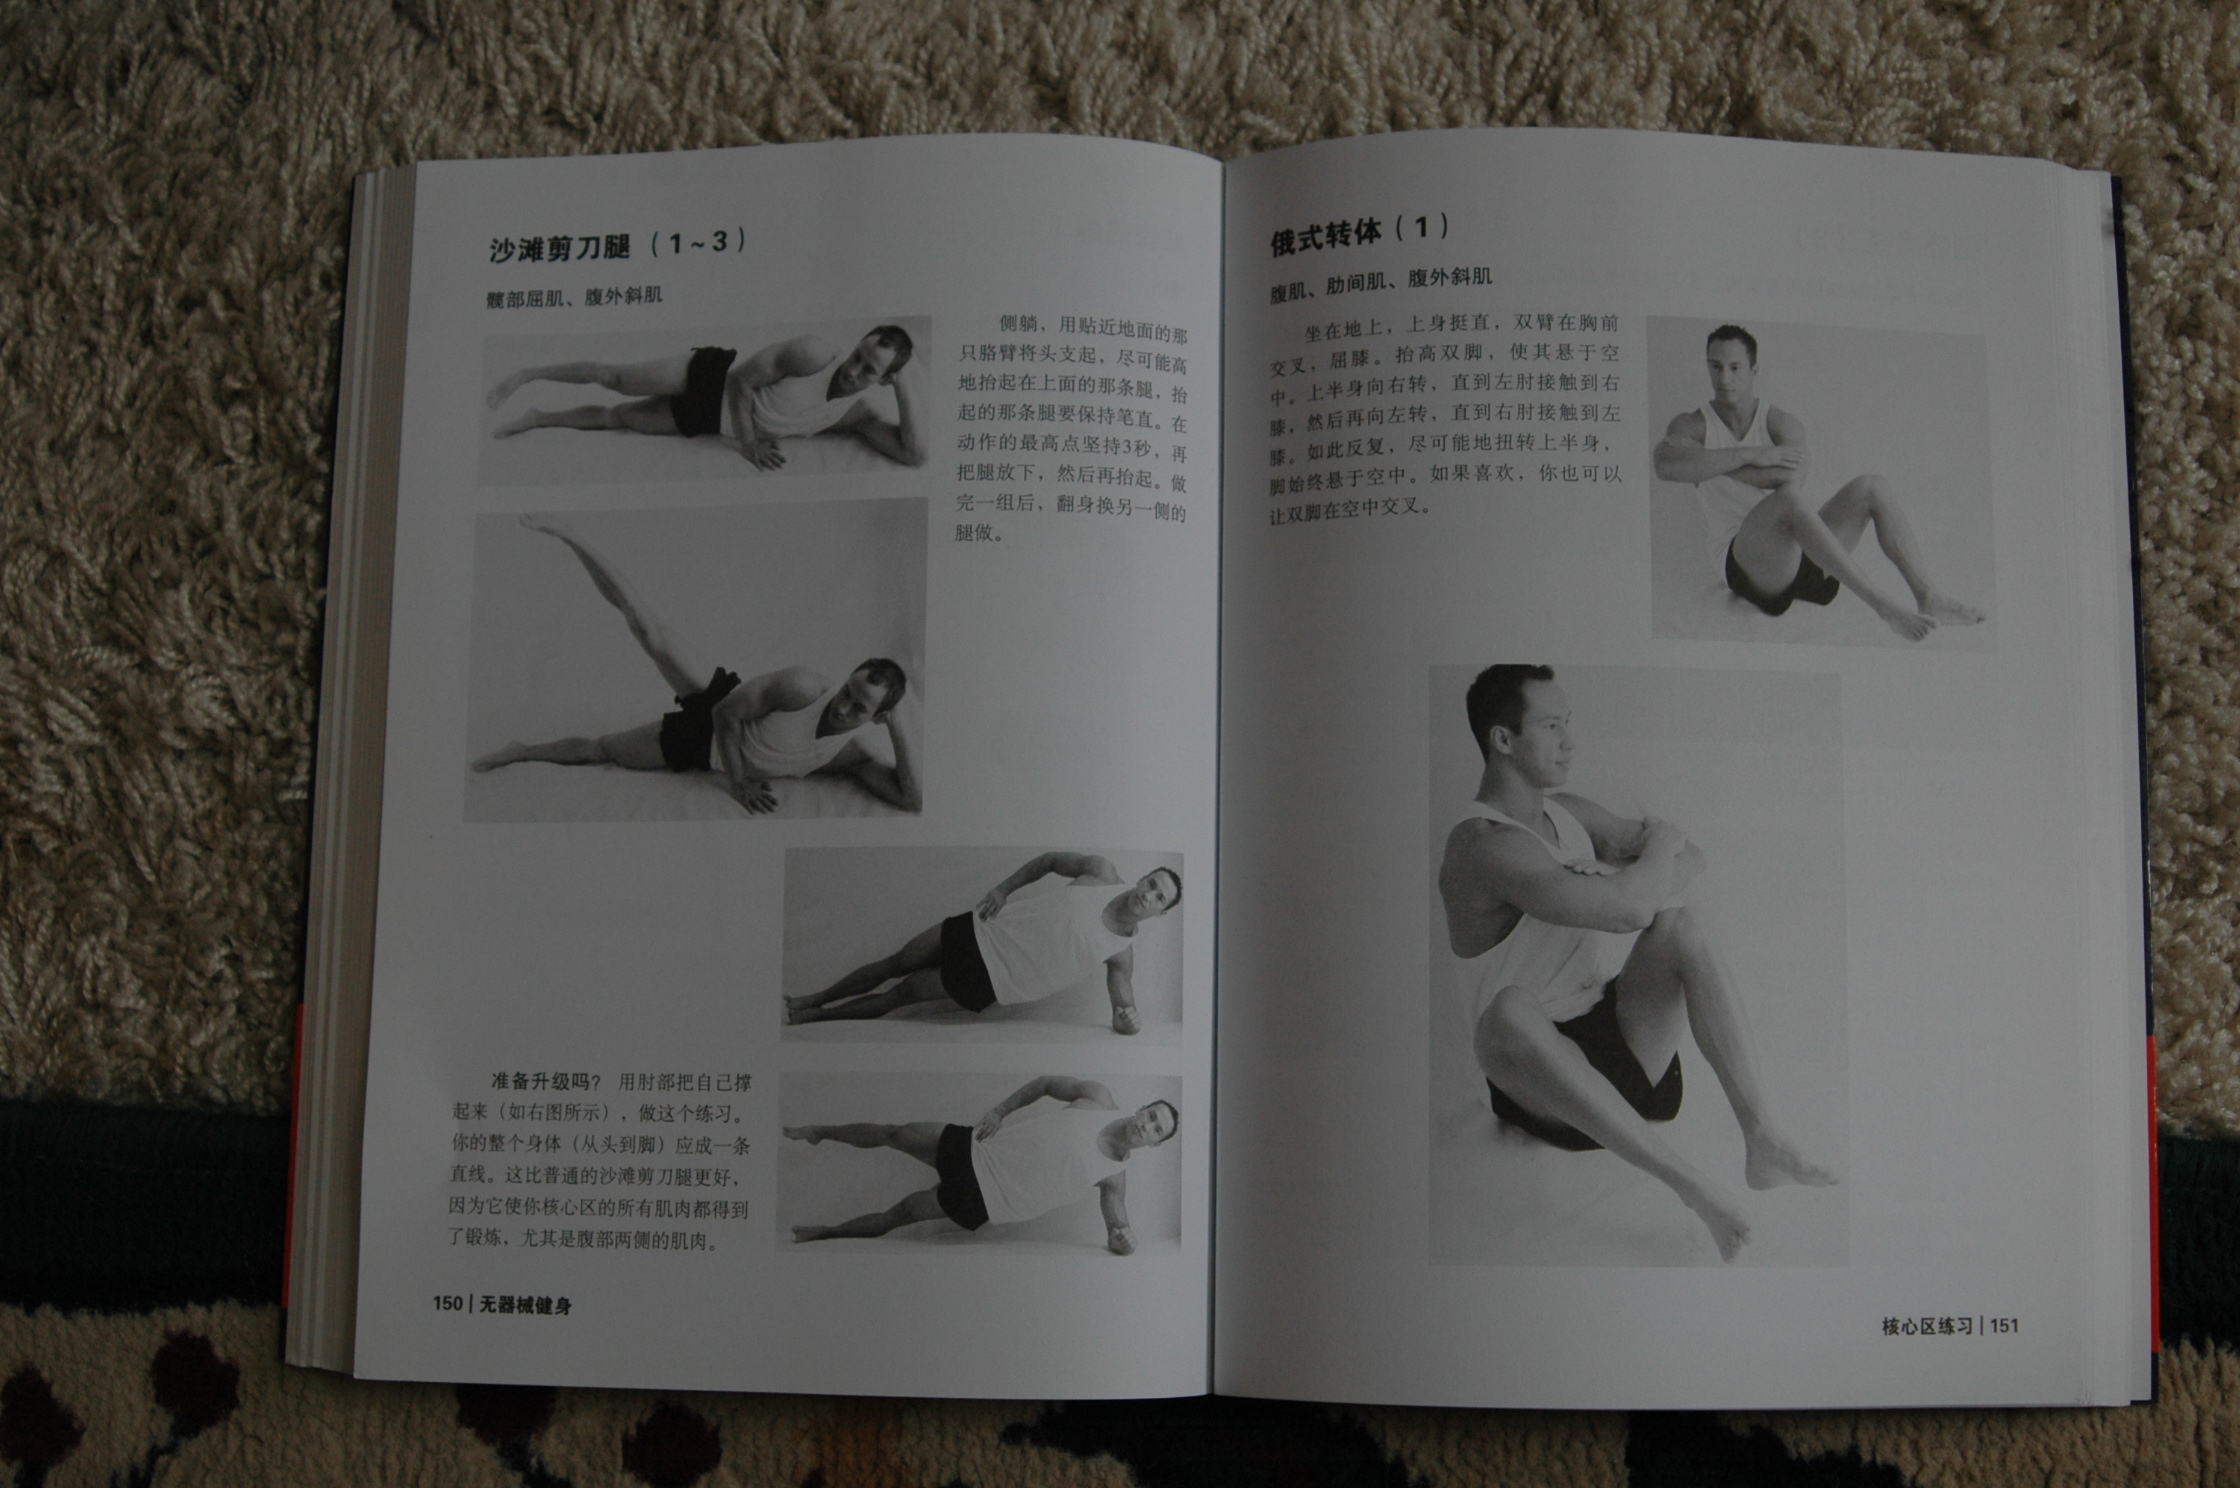 沙滩剪刀腿（1～3）
髋部屈肌、腹外斜肌
侧躺，用贴近地面的那
只胳臂将头支起，尽可能高
地抬起在上面的那条腿，抬
起的那条腿要保持笔直。在
动作的最高点坚持3秒，再
把腿放下，然后再抬起。做
完一组后，翻身换另一侧的
腿做。
准备升级吗？ 用肘部把自己撑
起来（如右图所示），做这个练习。
你的整个身体（从头到脚）应成一条
直线。这比普通的沙滩剪刀腿更好，
因为它使你核心区的所有肌肉都得到
了锻炼，尤其是腹部两侧的肌肉。
150 | 无器械健身
俄式转体（1）
腹肌、肋间肌、腹外斜肌
坐在地上，上身挺直，双臂在胸前
交叉，屈膝。抬高双脚，使其悬于空
中。上半身向右转，直到左肘接触到右
膝，然后再向左转、直到右肘接触到左
膝。如此反复，尽可能地扭转上半身，
脚始终悬于空中。如果喜欢，你也可以
让双脚在空中交叉。
核心区练习 | 151